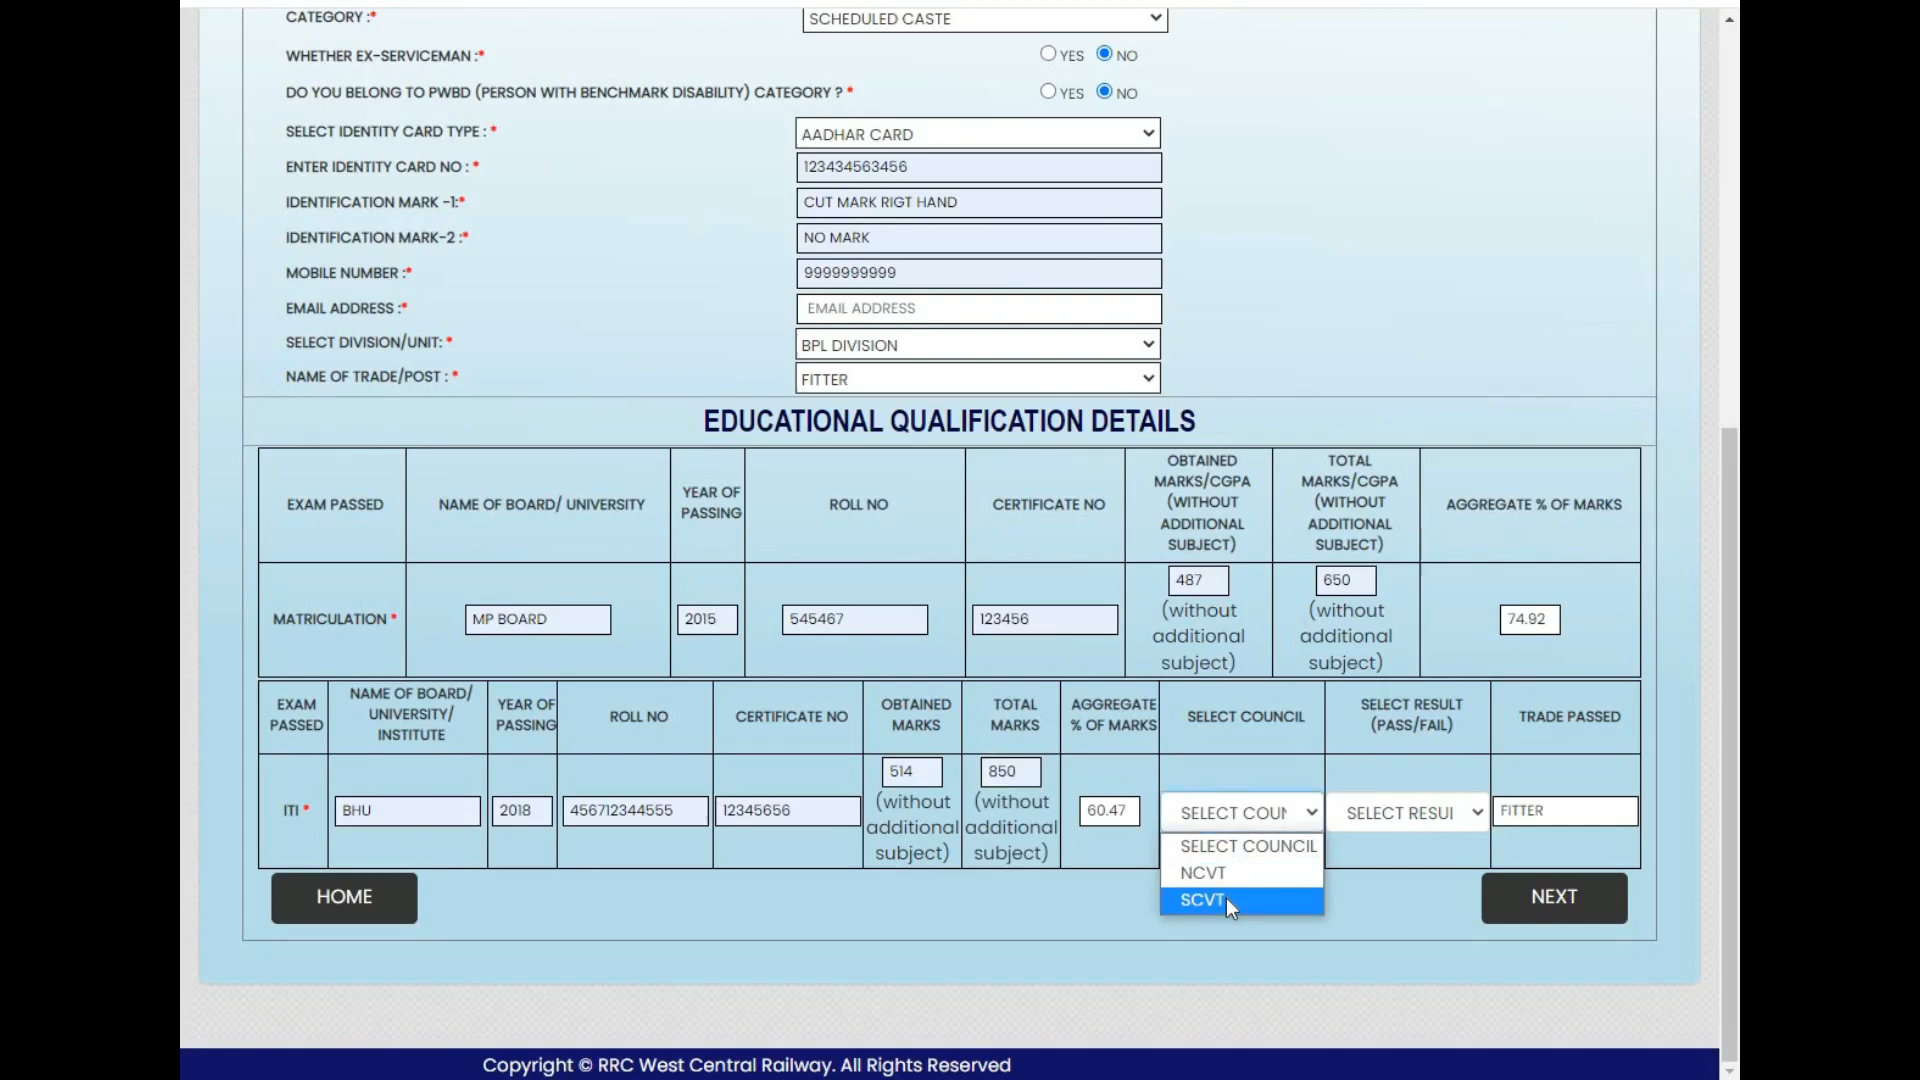 CATEGORY :*
SCHEDULED CASTE
WHETHER EX-SERVICEMAN :*
YES NO
DO YOU BELONG TO PWBD (PERSON WITH BENCHMARK DISABILITY) CATEGORY ? *
YES NO
SELECT IDENTITY CARD TYPE : *
AADHAR CARD
ENTER IDENTITY CARD NO : *
123434563456
IDENTIFICATION MARK -1:*
CUT MARK RIGT HAND
IDENTIFICATION MARK-2 :*
NO MARK
MOBILE NUMBER :*
9999999999
EMAIL ADDRESS :*
EMAIL ADDRESS
SELECT DIVISION/UNIT: *
BPL DIVISION
NAME OF TRADE/POST : *
FITTER
EDUCATIONAL QUALIFICATION DETAILS
EXAM PASSED
NAME OF BOARD/ UNIVERSITY
YEAR OF
PASSING
ROLL NO
CERTIFICATE NO
OBTAINED
MARKS/CGPA
(WITHOUT
ADDITIONAL
SUBJECT)
TOTAL
MARKS/CGPA
(WITHOUT
ADDITIONAL
SUBJECT)
AGGREGATE % OF MARKS
MATRICULATION *
MP BOARD
2015
545467
123456
487
(without
additional
subject)
650
(without
additional
subject)
74.92
EXAM
PASSED
NAME OF BOARD/
UNIVERSITY/
INSTITUTE
YEAR OF
PASSING
ROLL NO
CERTIFICATE NO
OBTAINED
MARKS
TOTAL
MARKS
AGGREGATE
% OF MARKS
SELECT COUNCIL
SELECT RESULT
(PASS/FAIL)
TRADE PASSED
ITI *
BHU
2018
456712344555
12345656
514
(without
additional
subject)
850
(without
additional
subject)
60.47
SELECT COUN
SELECT COUNCIL
NCVT
SCVT
SELECT RESUI
FITTER
HOME
NEXT
Copyright © RRC West Central Railway. All Rights Reserved